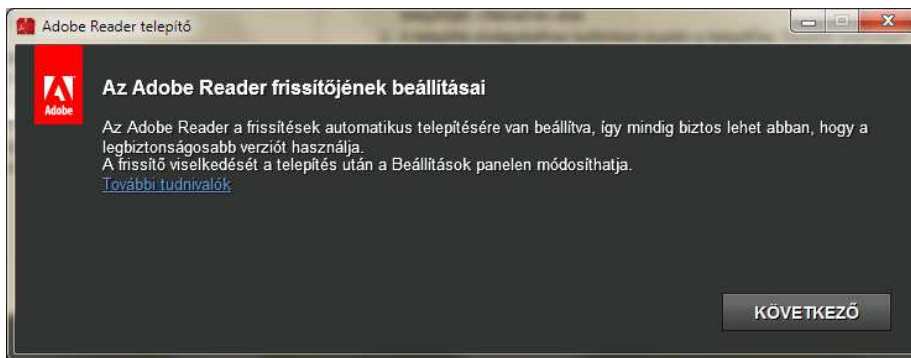 Adobe Reader telepítő
Adobe
Az Adobe Reader frissítőjének beállításai
Az Adobe Reader a frissítések automatikus telepítésére van beállítva, így mindig biztos lehet abban, hogy a
legbiztonságosabb verziót használja.
A frissítő viselkedését a telepítés után a Beállítások panelen módosíthatja.
További tudnivalók
KÖVETKEZŐ